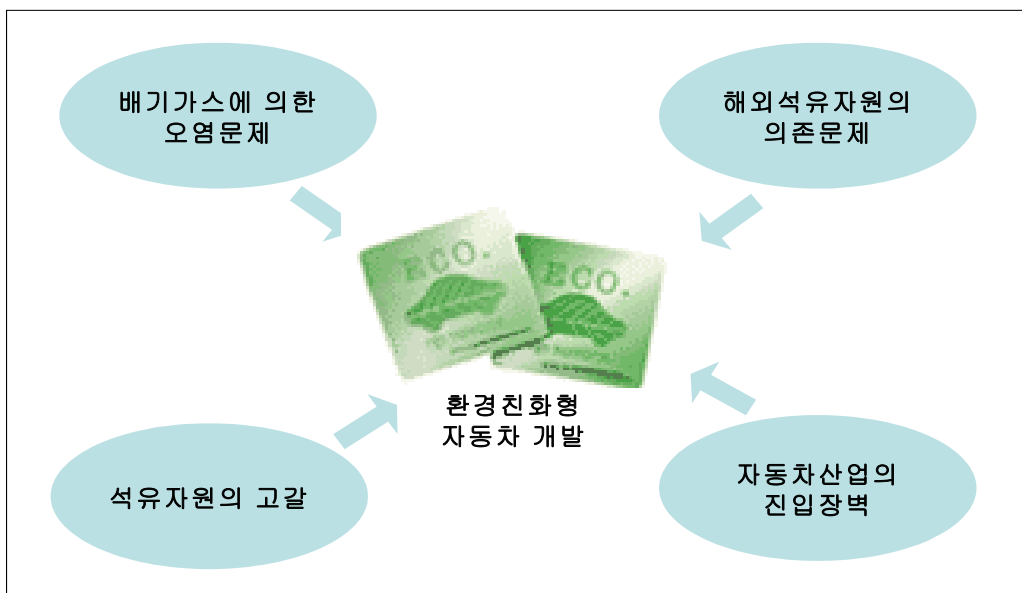 배기가스에 의한
오염문제
해외석유자원의
의존문제
ECO.
ECO.
환경친화형
자동차 개발
석유자원의 고갈
자동차산업의
진입장벽